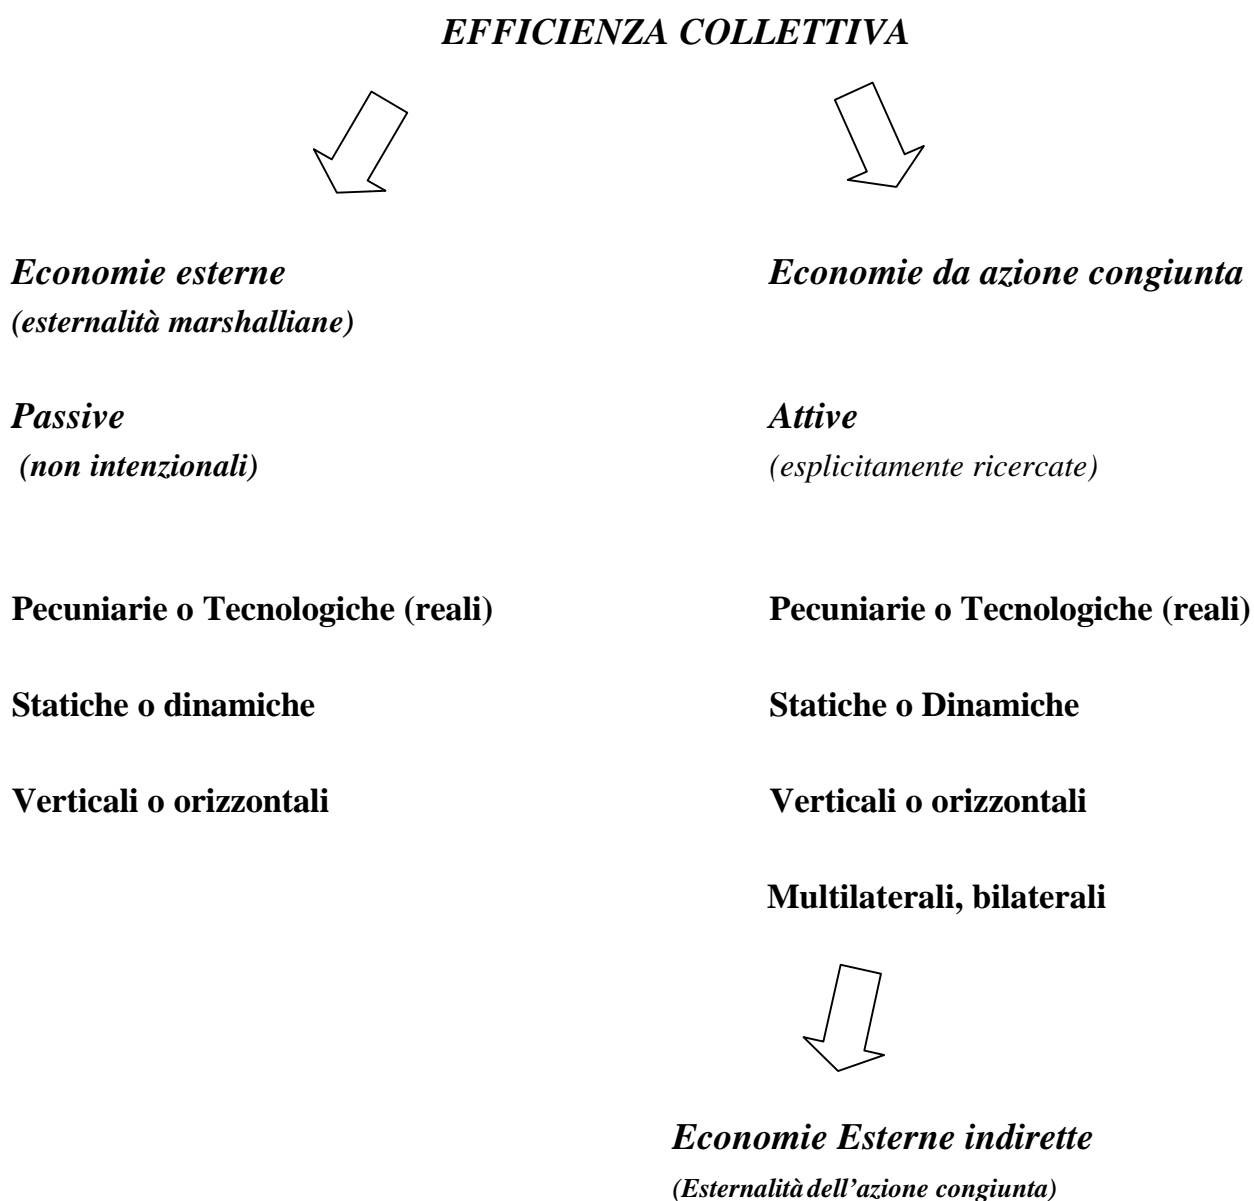 EFFICIENZA COLLETTIVA
Economie esterne
(esternalità marshalliane)
Economie da azione congiunta
Passive
(non intenzionali)
Attive
(esplicitamente ricercate)
Pecuniarie o Tecnologiche (reali)
Pecuniarie o Tecnologiche (reali)
Statiche o dinamiche
Statiche o Dinamiche
Verticali o orizzontali
Verticali o orizzontali
Multilaterali, bilaterali
Economie Esterne indirette
(Esternalità dell’azione congiunta)